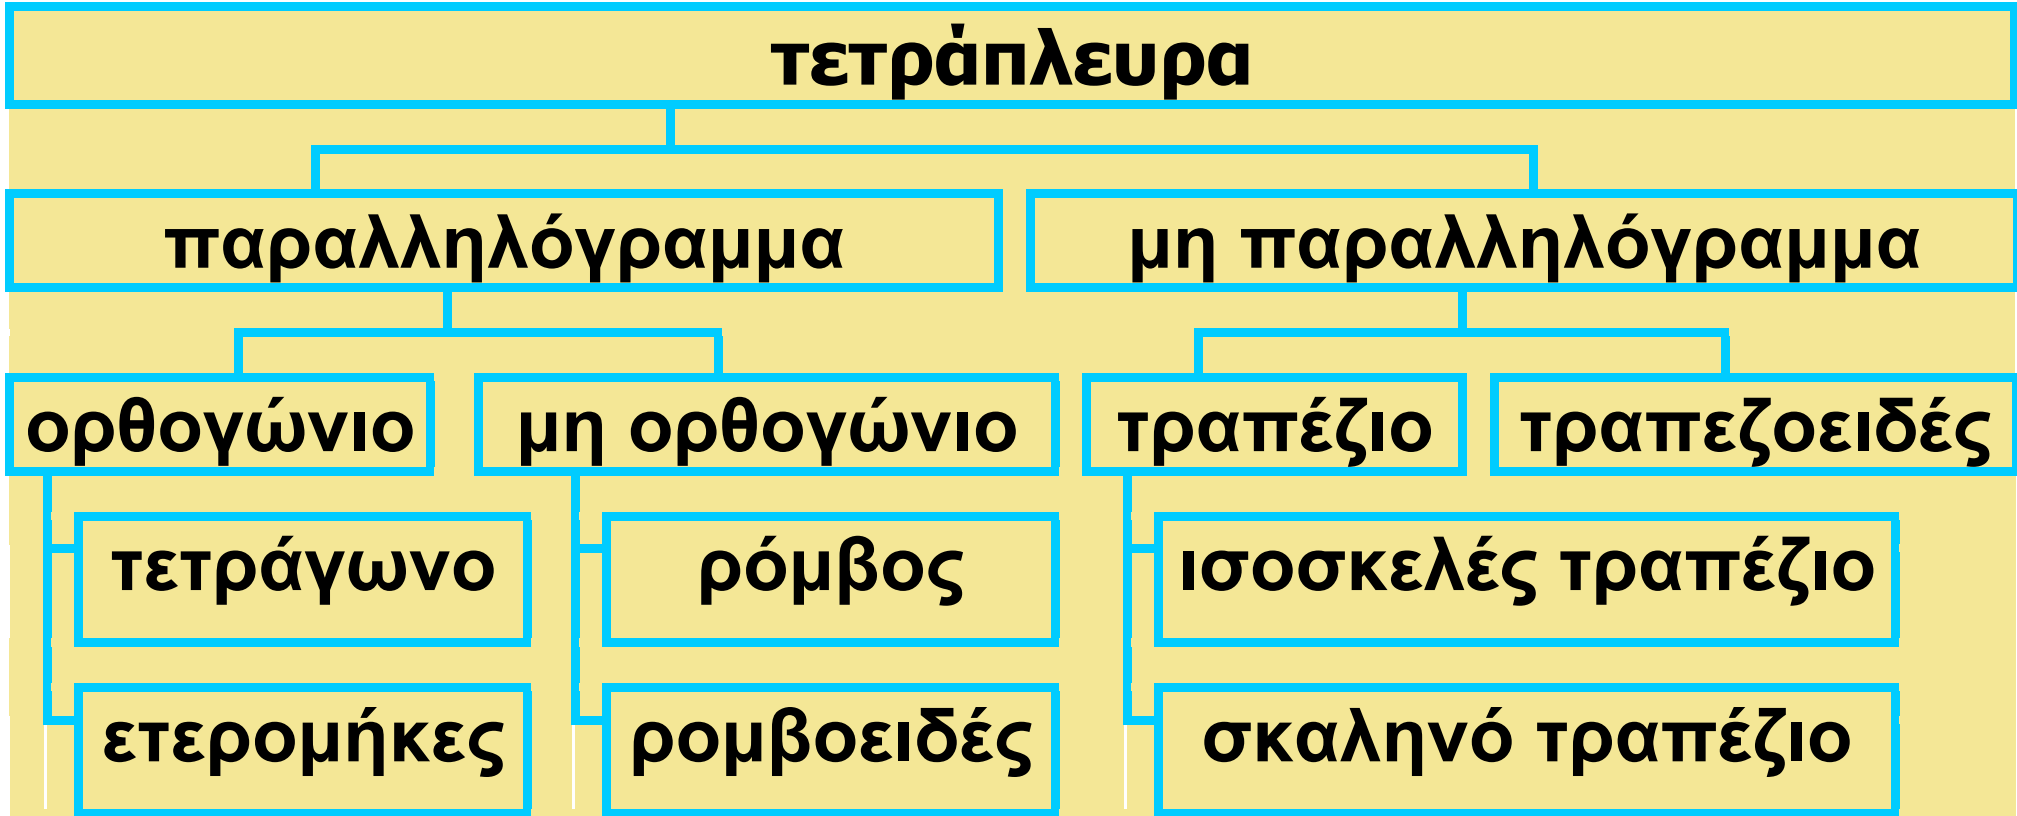 τετράπλευρα
παραλληλόγραμμα
μη παραλληλόγραμμα
ορθογώνιο
μη ορθογώνιο
τραπέζιο
τραπεζοειδές
τετράγωνο
ρόμβος
ισοσκελές τραπέζιο
ετερομήκες
ρομβοειδές
σκαληνό τραπέζιο